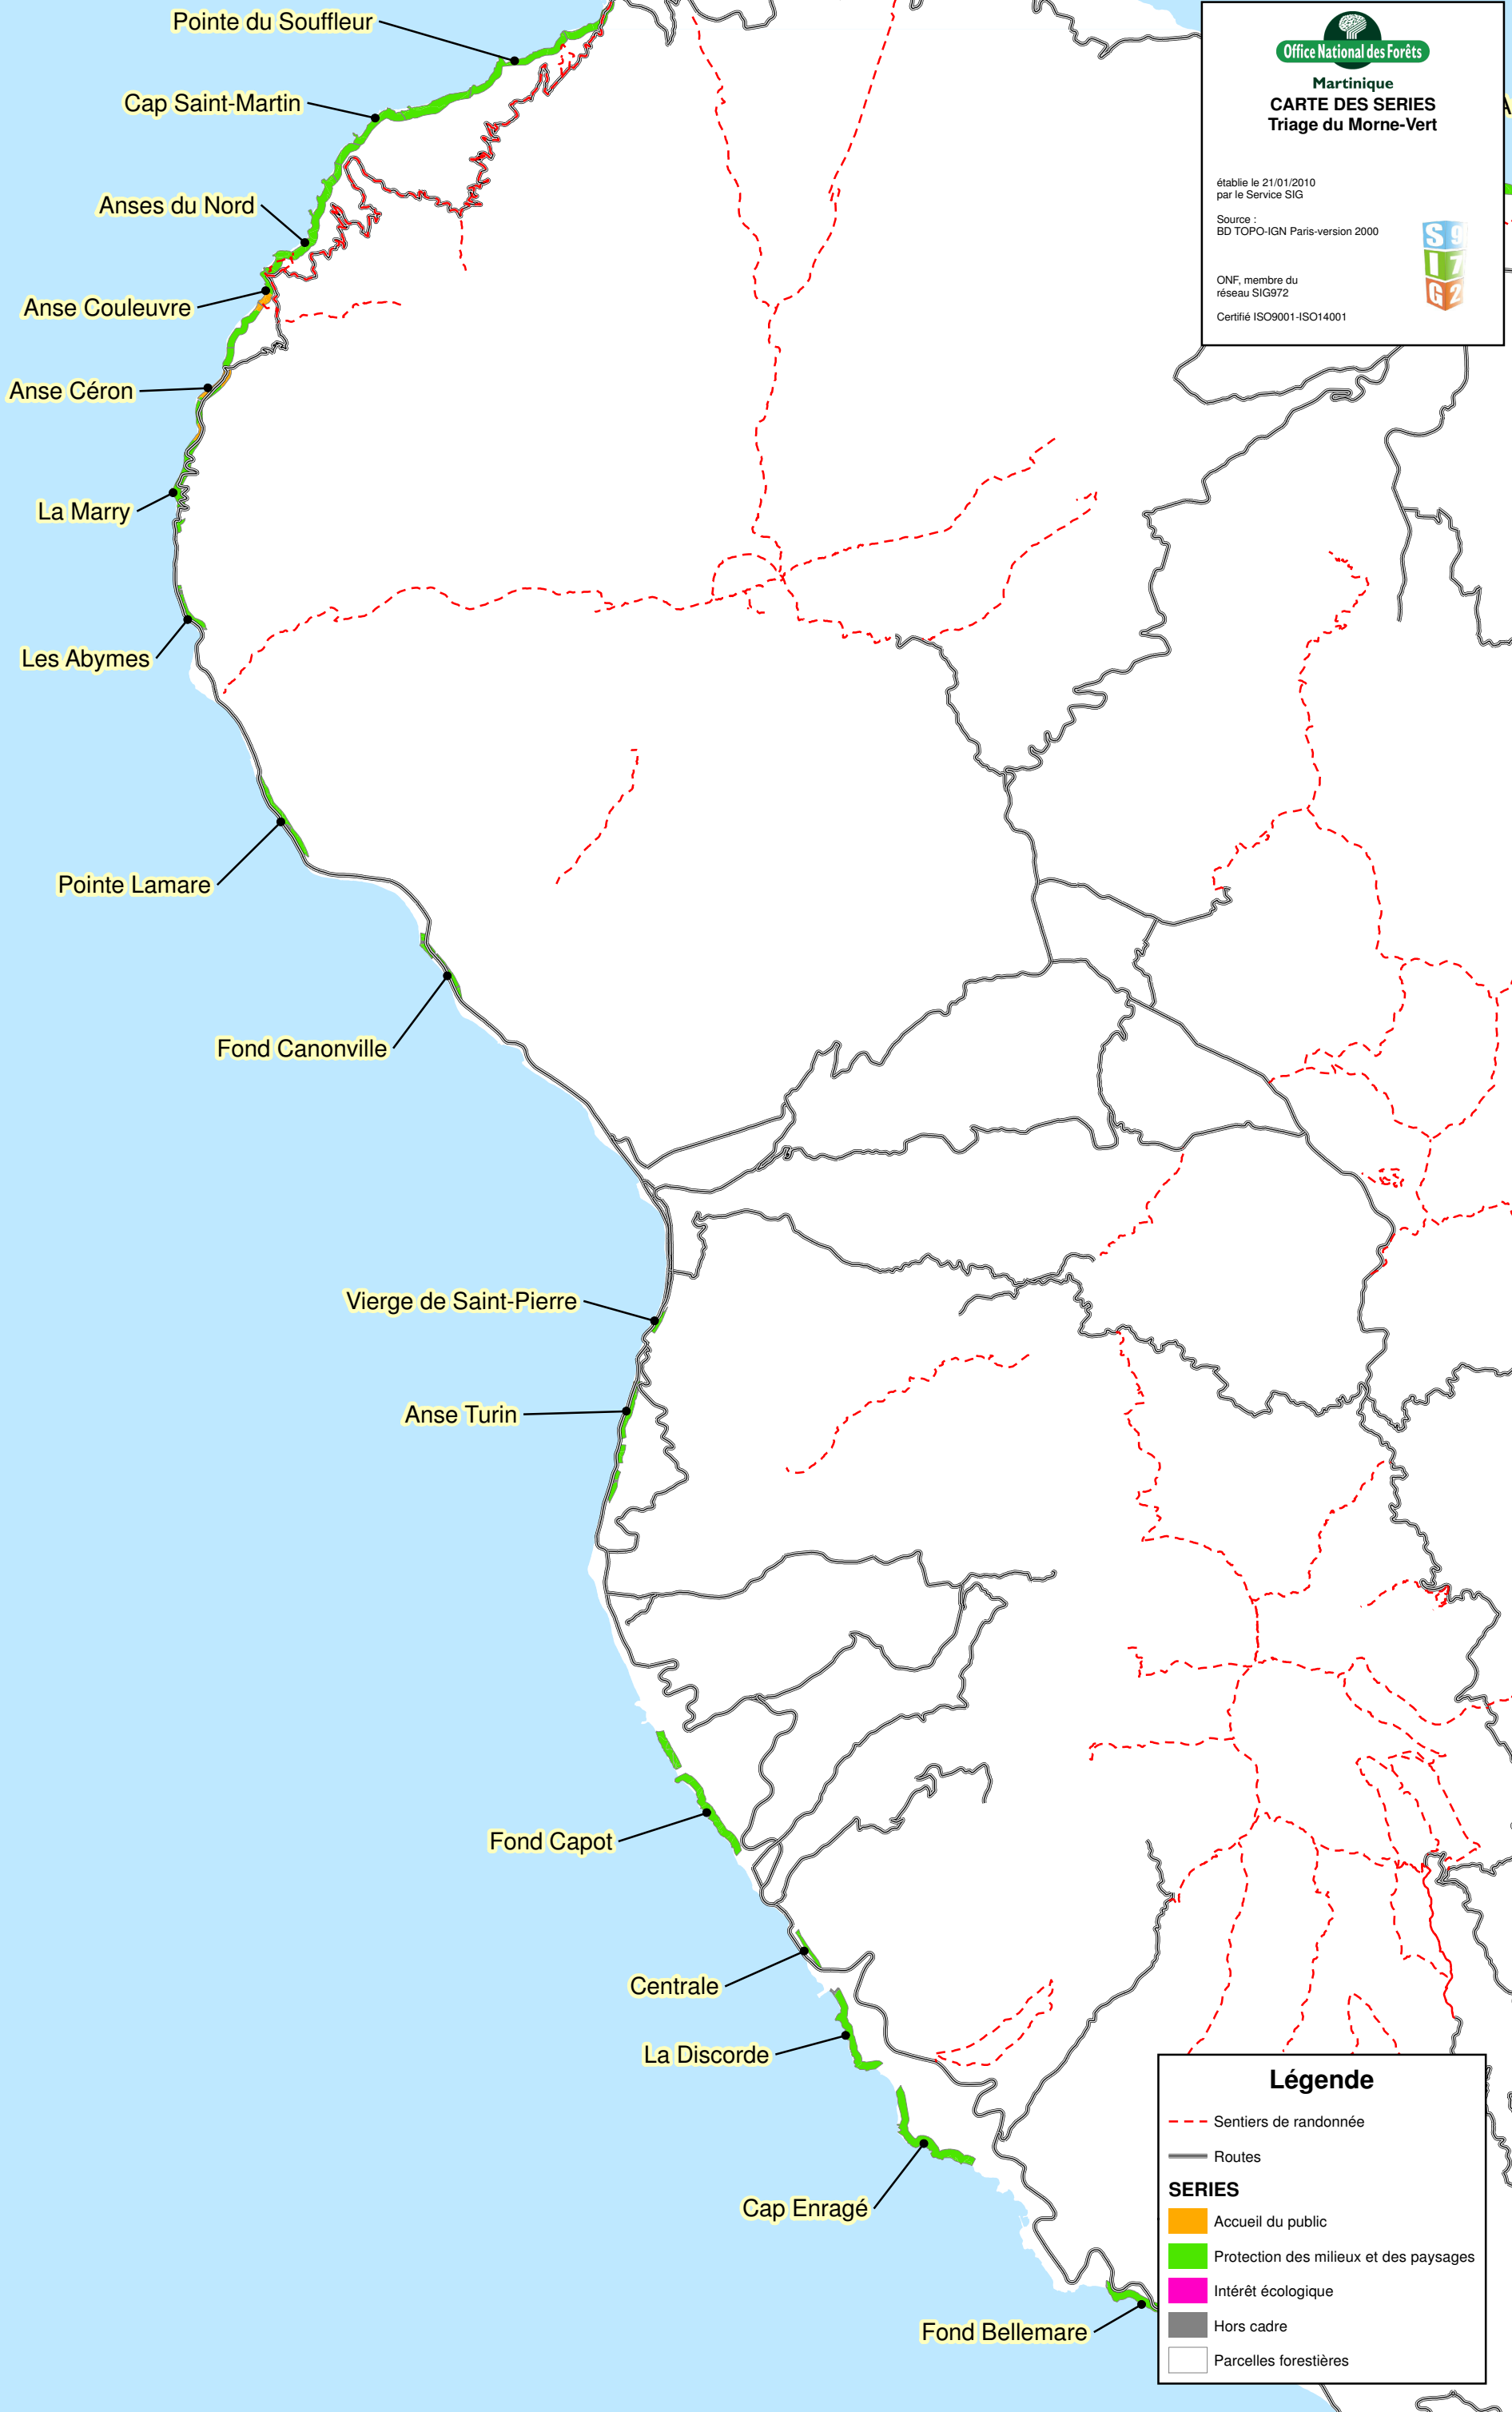 Pointe du Souffleur
Cap Saint-Martin
Anses du Nord
Anse Couleuvre
Anse Céron
La Marry
Les Abymes
Pointe Lamare
Fond Canonville
Vierge de Saint-Pierre
Anse Turin
Fond Capot
Centrale
La Discorde
Cap Enragé
Fond Bellemare
Office National des Forêts
Martinique
CARTE DES SERIES
Triage du Morne-Vert
établie le 21/01/2010
par le Service SIG
Source :
BD TOPO-IGN Paris-version 2000
ONF, membre du
réseau SIG972
Certifié ISO9001-ISO14001
S 9
I 7
G 2
A
Légende
Sentiers de randonnée
Routes
SERIES
Accueil du public
Protection des milieux et des paysages
Intérêt écologique
Hors cadre
Parcelles forestières